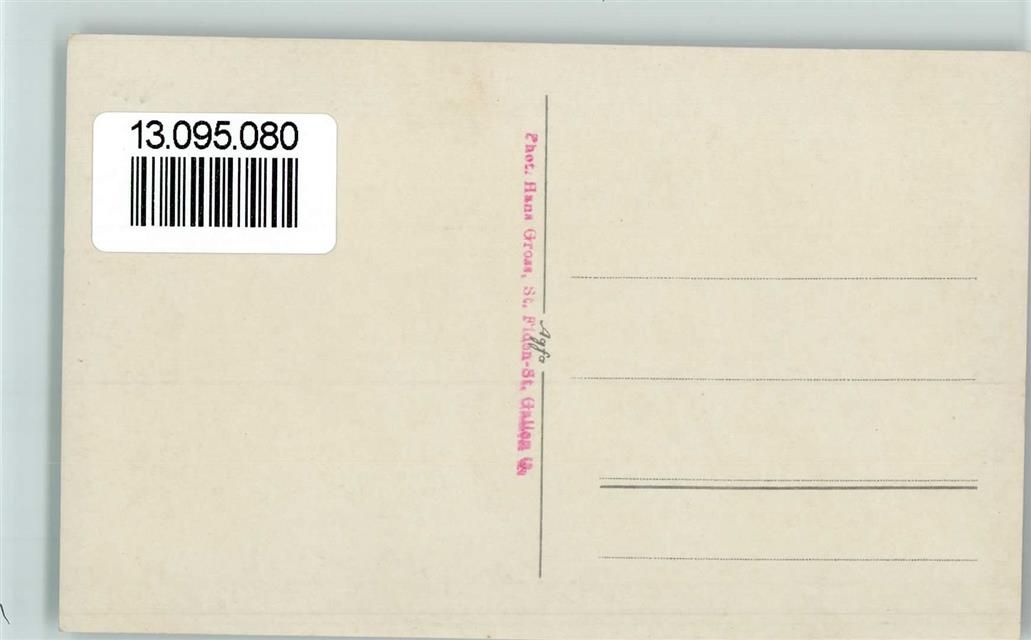 13.095.080
Phot. Hans Gross, St. Fiden-St. Gallen
Agfa